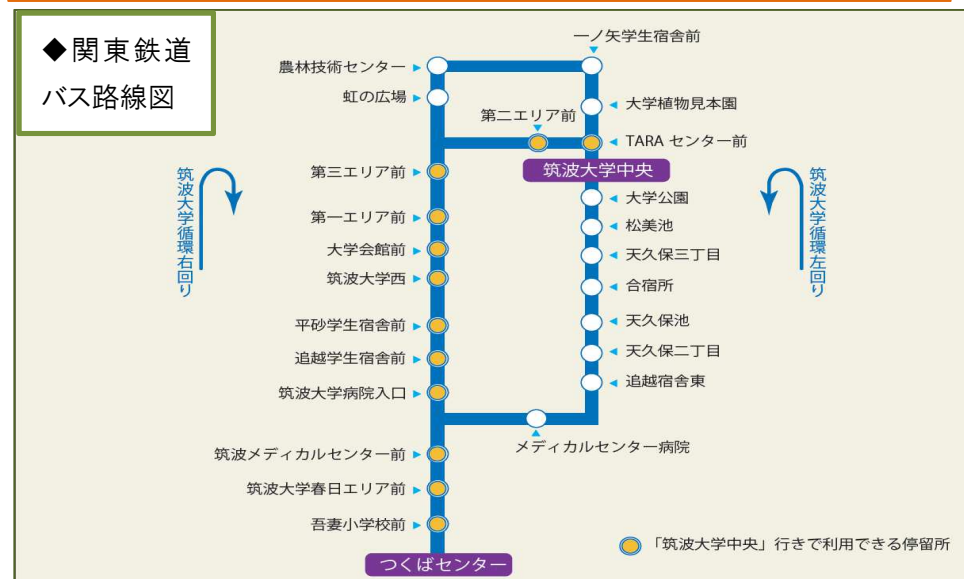 ◆関東鉄道
バス路線図
一ノ矢学生宿舎前
農林技術センター
虹の広場
大学植物見本園
第二エリア前
TARA センター前
筑波大学中央
第三エリア前
大学公園
第一エリア前
松美池
大学会館前
天久保三丁目
筑波大学西
合宿所
平砂学生宿舎前
天久保池
追越学生宿舎前
天久保二丁目
筑波大学病院入口
追越宿舎東
メディカルセンター病院
筑波メディカルセンター前
筑波大学春日エリア前
吾妻小学校前
つくばセンター
筑波大学循環右回り
筑波大学循環左回り
「筑波大学中央」行きで利用できる停留所